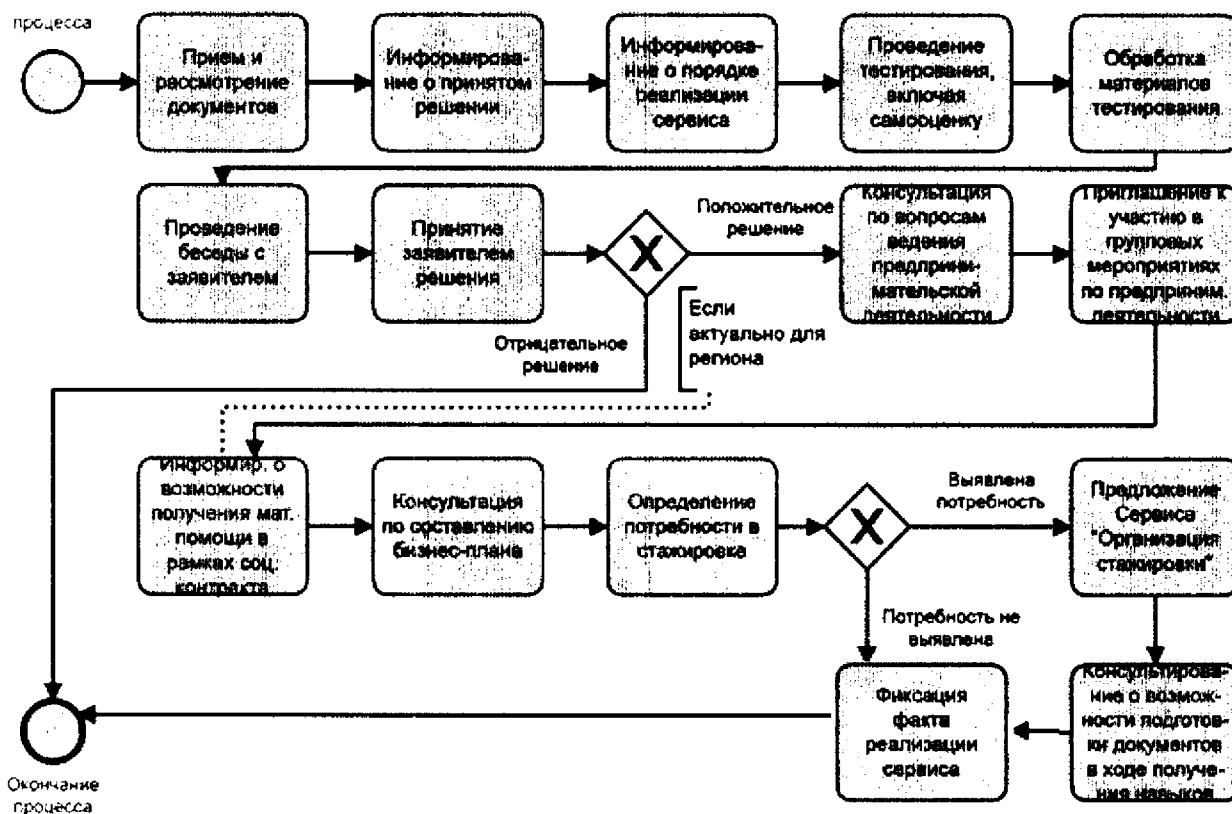 процесса
Прием и
рассмотрение
документов
Информирова-
ние о принятом
решении
Информирова-
ние о порядке
реализации
сервиса
Проведение
тестирования,
включая
самооценку
Обработка
материалов
тестирования
Проведение
беседы с
заявителем
Принятие
заявителем
решения
X
Положительное
решение
Консультация
по вопросам
ведения
предприни-
мательской
деятельности
Приглашение к
участию в
групповых
мероприятиях
по предприним.
деятельности
Отрицательное
решение
Если
актуально для
региона
Информир. о
возможности
получения мат.
помощи в
рамках соц.
контракта
Консультация
по составлению
бизнес-плана
Определение
потребности в
стажировке
X
Выявлена
потребность
Предложение
Сервиса
"Организация
стажировки"
Потребность не
выявлена
Фиксация
факта
реализации
сервиса
Консультирова-
ние о возмож-
ности подготов-
ки документов
в ходе получе-
ния навыков
Окончание
процесса